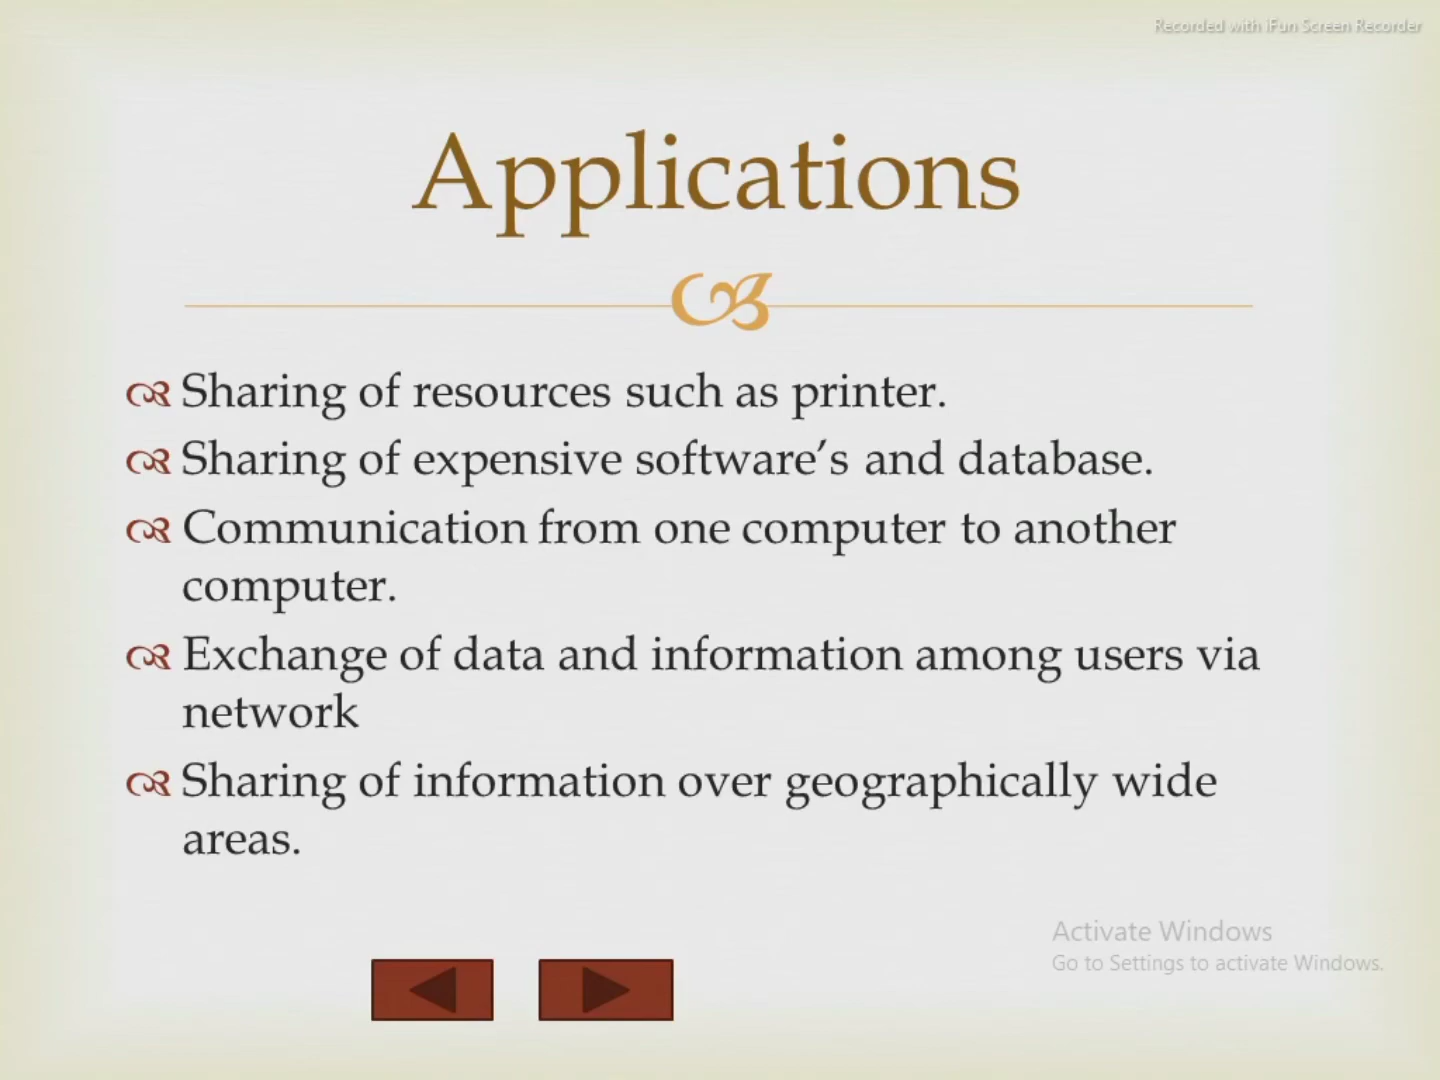 Recorded with iFun Screen Recorder
Applications
Sharing of resources such as printer.
Sharing of expensive software’s and database.
Communication from one computer to another
computer.
Exchange of data and information among users via
network
Sharing of information over geographically wide
areas.
Activate Windows
Go to Settings to activate Windows.